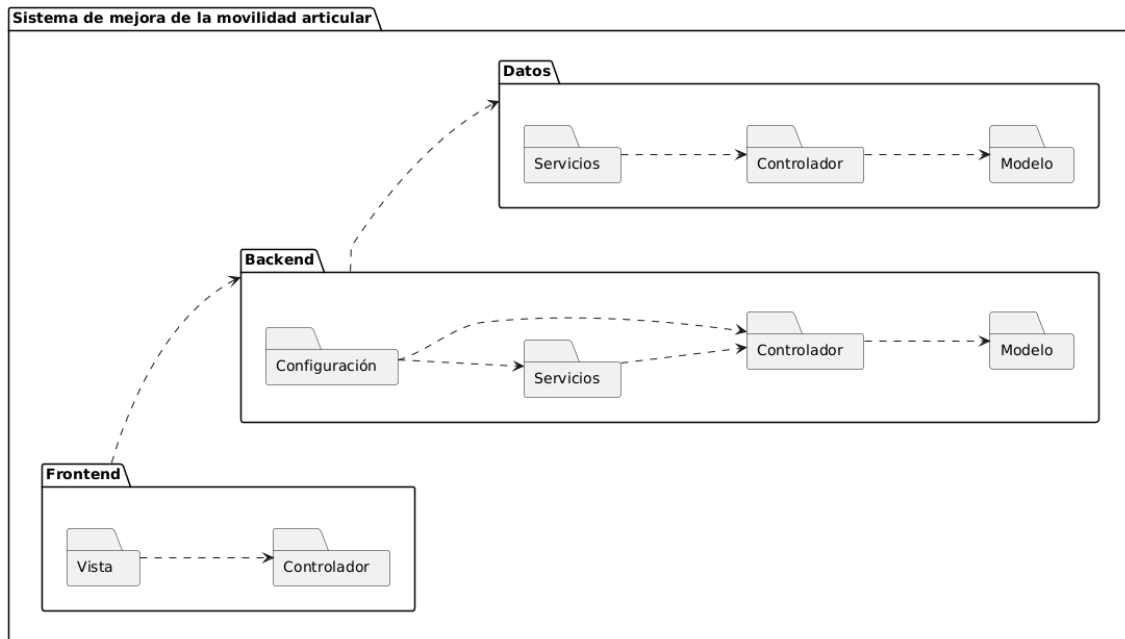 Sistema de mejora de la movilidad articular
Datos
Servicios
Controlador
Modelo
Backend
Configuración
Servicios
Controlador
Modelo
Frontend
Vista
Controlador